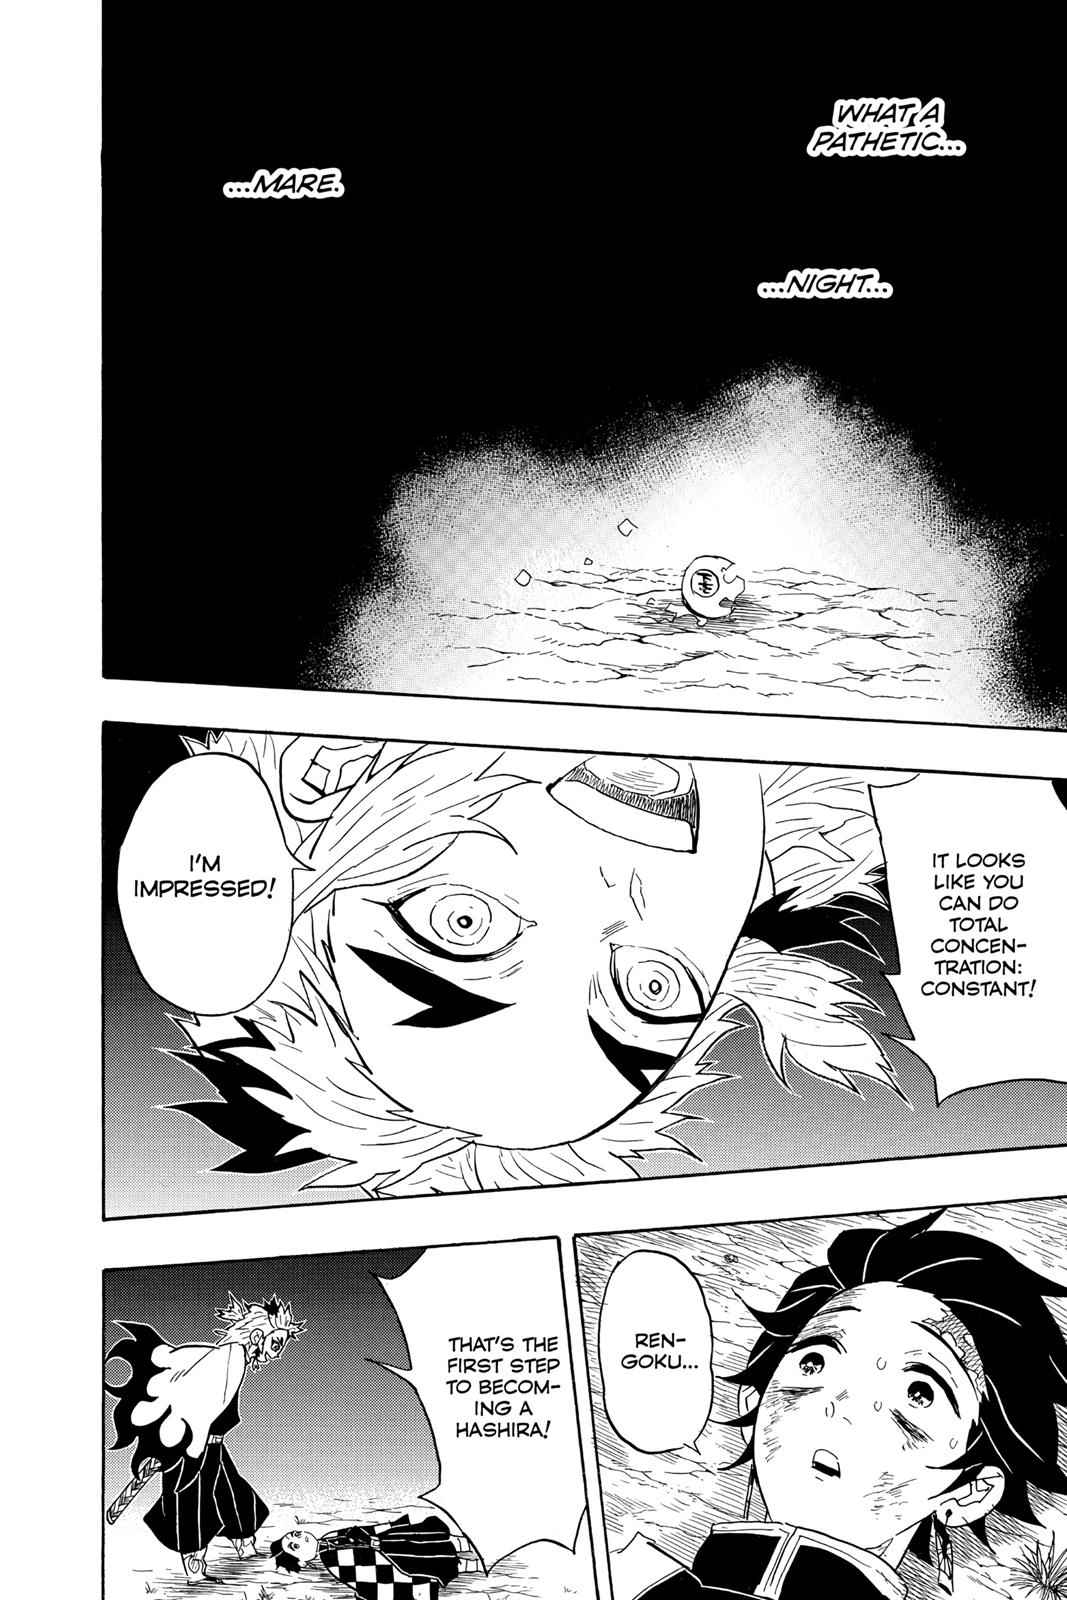 WHAT A
PATHETIC...
...NIGHT...
...MARE.
IT LOOKS
LIKE YOU
CAN DO
TOTAL
CONCEN-
TRATION:
CONSTANT!
I'M
IMPRESSED!
REN-
GOKU...
THAT'S THE
FIRST STEP
TO BECOM-
ING A
HASHIRA!